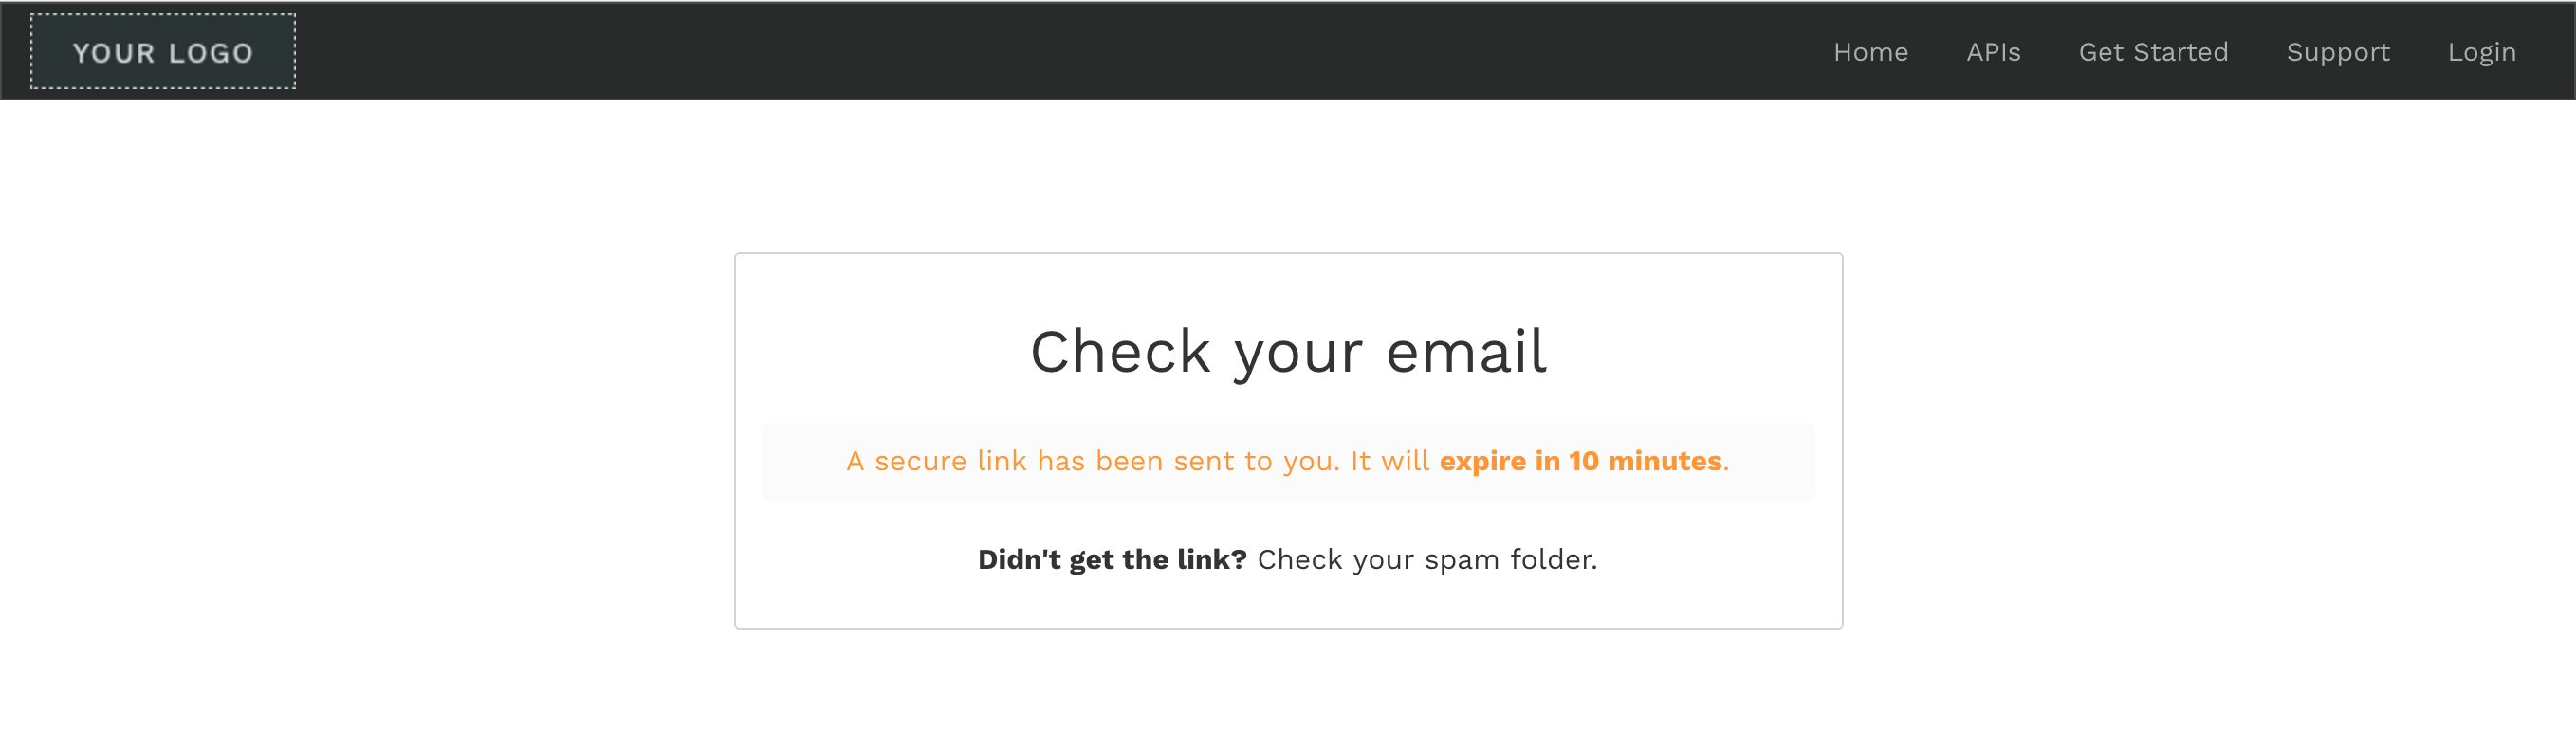 YOUR LOGO
Home APIs Get Started Support Login
Check your email
A secure link has been sent to you. It will expire in 10 minutes.
Didn't get the link? Check your spam folder.